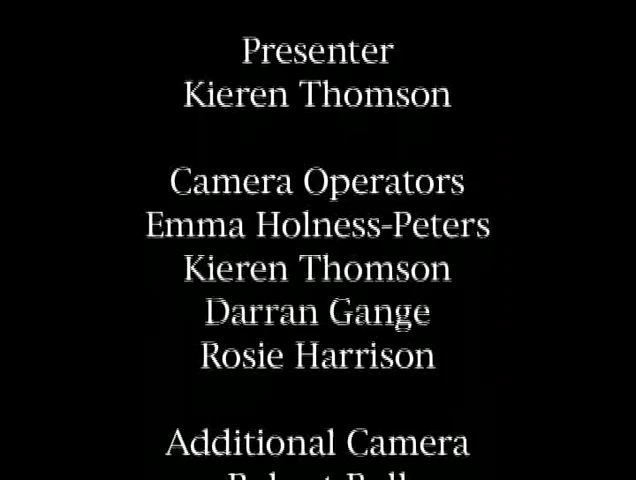 Presenter
Kieren Thomson
Camera Operators
Emma Holness-Peters
Kieren Thomson
Darran Gange
Rosie Harrison
Additional Camera